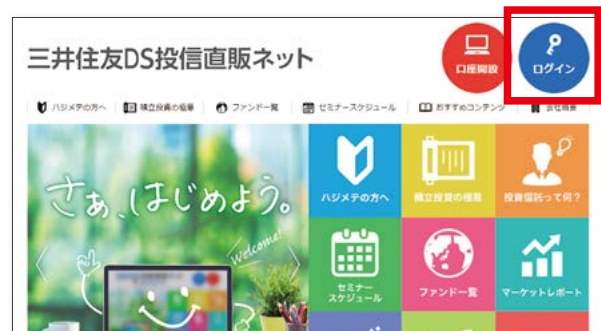 三井住友DS投信直販ネット
口座開設
ログイン
ハジメテの方へ
積立投資の極意
ファンド一覧
セミナースケジュール
おすすめコンテンツ
会社概要
さぁ、はじめよう。
Welcome!
ハジメテの方へ
積立投資の極意
投資信託って何？
セミナー
スケジュール
ファンド一覧
マーケットレポート